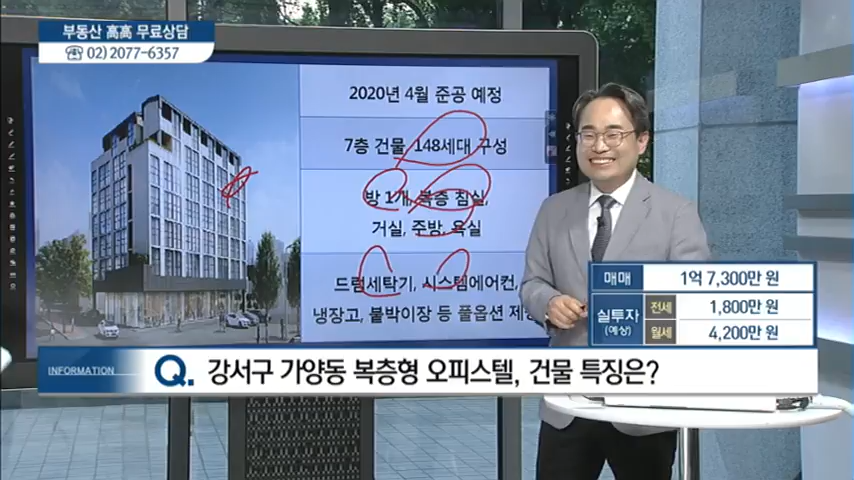 부동산 高高 무료상담
☎ 02) 2077-6357
2020년 4월 준공 예정
7층 건물, 148세대 구성
방 1개, 복층 침실,
거실, 주방, 욕실
드럼세탁기, 시스템에어컨,
냉장고, 붙박이장 등 풀옵션 제
매매 1억 7,300만 원
실투자 (예상) 전세 1,800만 원
월세 4,200만 원
INFORMATION Q. 강서구 가양동 복층형 오피스텔, 건물 특징은?